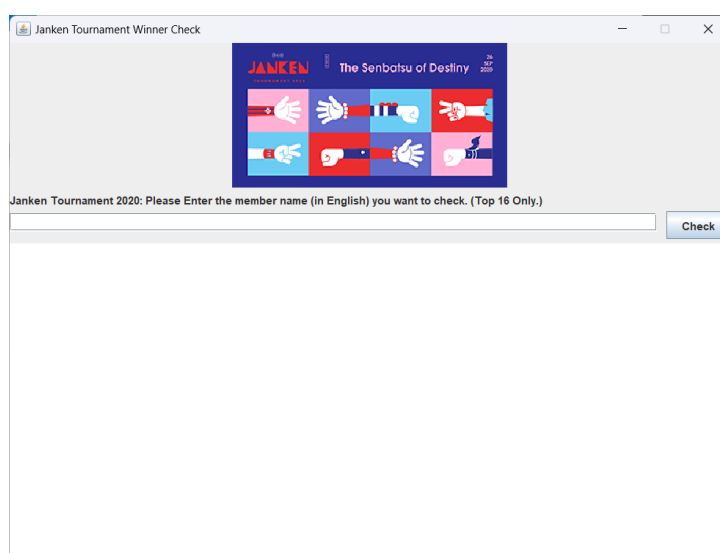 Janken Tournament Winner Check
JANKEN
The Senbatsu of Destiny
26
SEP
2020
Janken Tournament 2020: Please Enter the member name (in English) you want to check. (Top 16 Only.)
Check